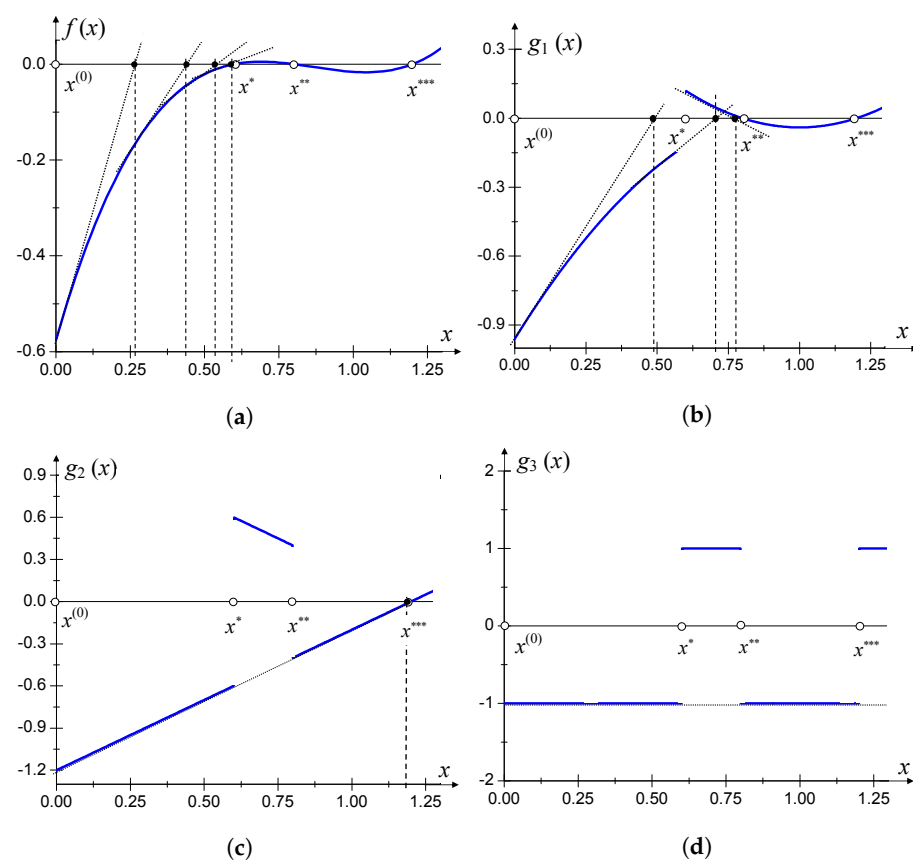 f (x)
0.0
-0.2
-0.4
-0.6
x(0)
x*
x**
x***
x
0.00 0.25 0.50 0.75 1.00 1.25
(a)
g1 (x)
0.3
0.0
-0.3
-0.6
-0.9
x(0)
x*
x**
x***
x
0.00 0.25 0.50 0.75 1.00 1.25
(b)
g2 (x)
0.9
0.6
0.3
0.0
-0.3
-0.6
-0.9
-1.2
x(0)
x*
x**
x***
x
0.00 0.25 0.50 0.75 1.00 1.25
(c)
g3 (x)
2
1
0
-1
-2
x(0)
x*
x**
x***
x
0.00 0.25 0.50 0.75 1.00 1.25
(d)